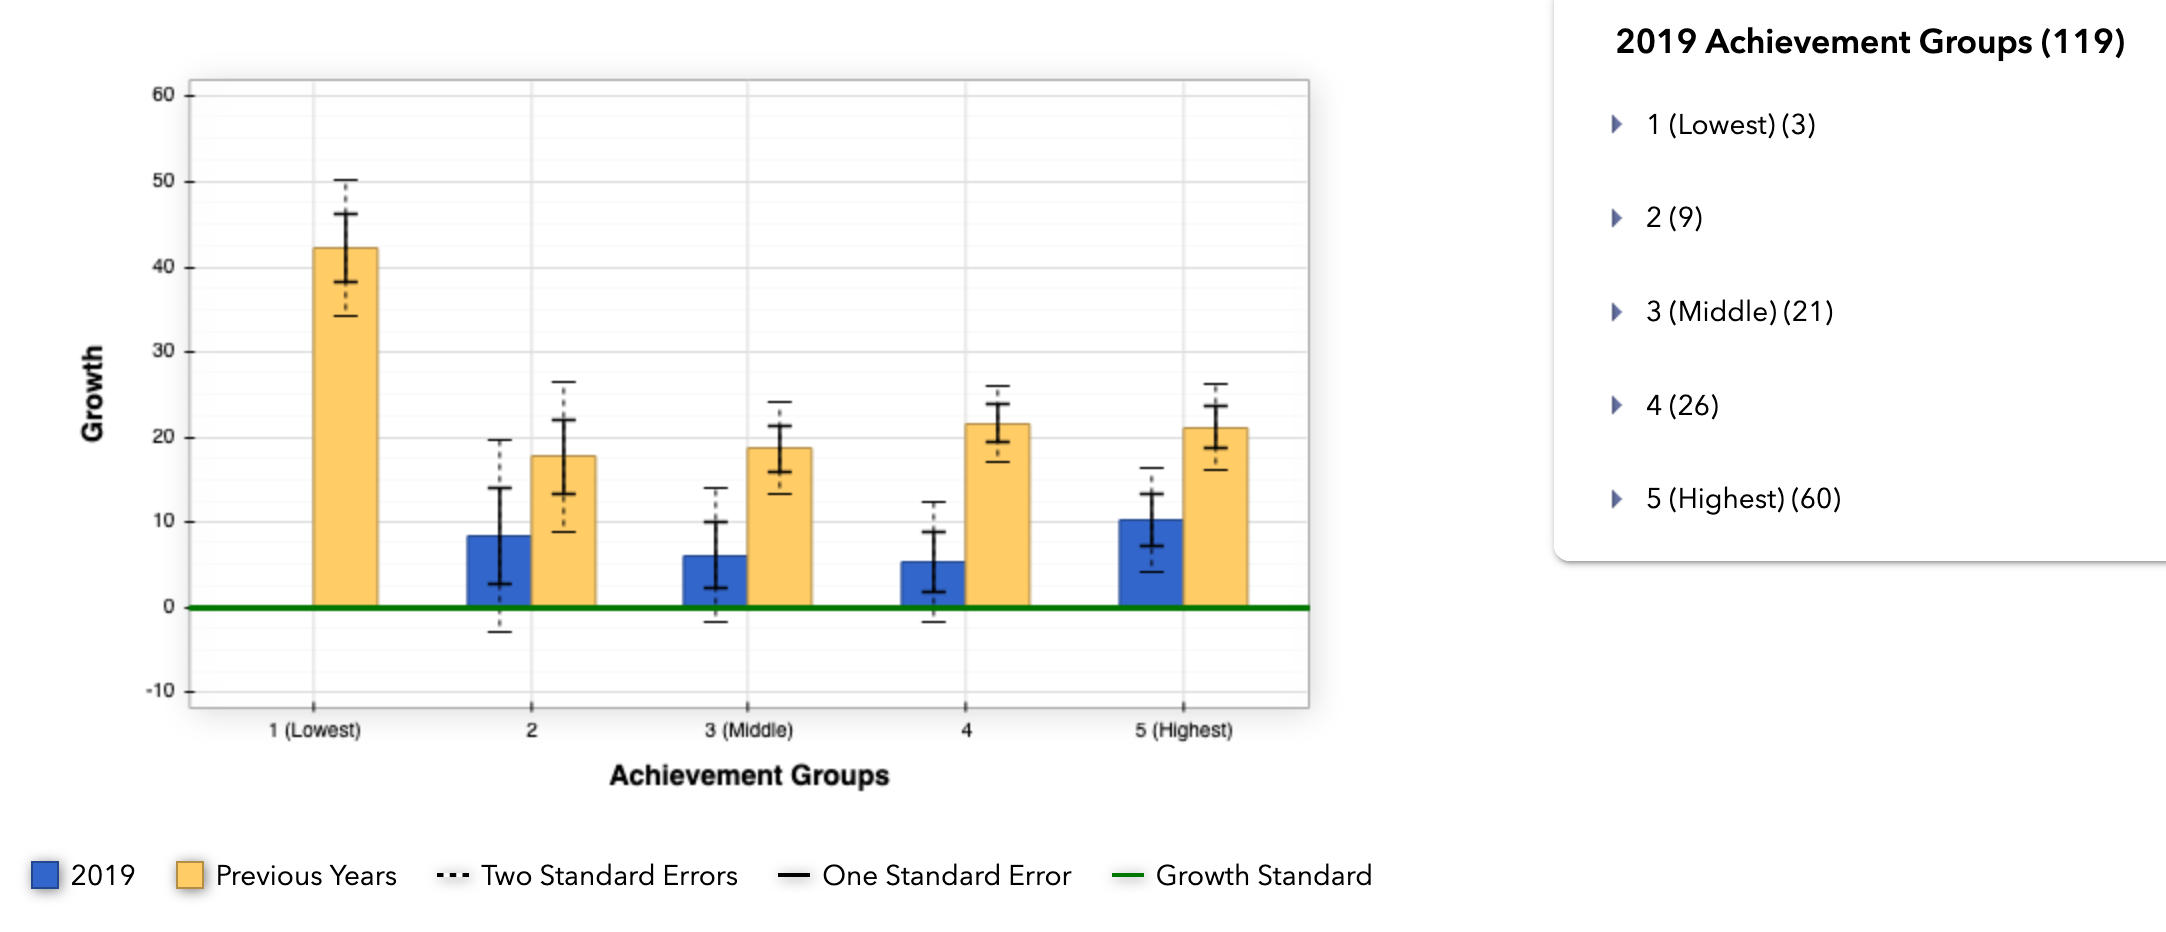 2019 Achievement Groups (119)
1 (Lowest) (3)
2 (9)
3 (Middle) (21)
4 (26)
5 (Highest) (60)
60
50
40
30
20
10
0
-10
Growth
1 (Lowest) 2 3 (Middle) 4 5 (Highest)
Achievement Groups
2019 Previous Years Two Standard Errors One Standard Error Growth Standard